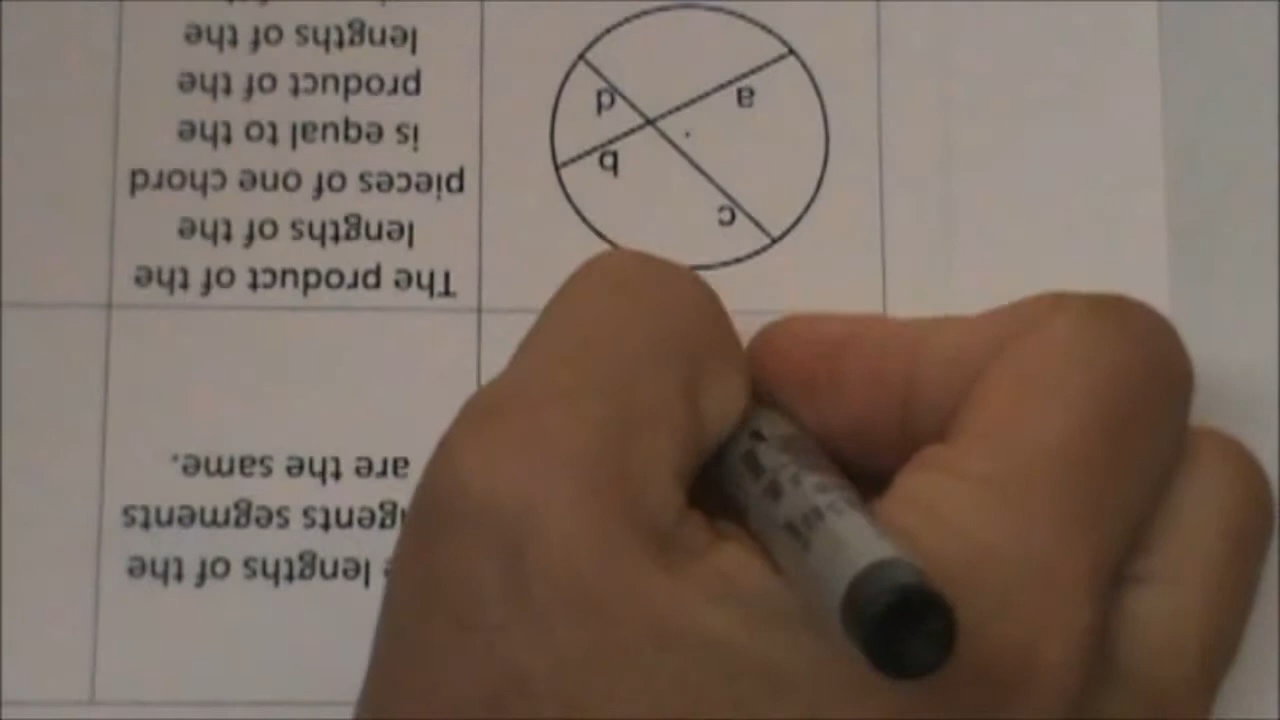 lengths of the
gents segments
are the same.
c
b
a
d
The product of the
lengths of the
pieces of one chord
is equal to the
product of the
lengths of the